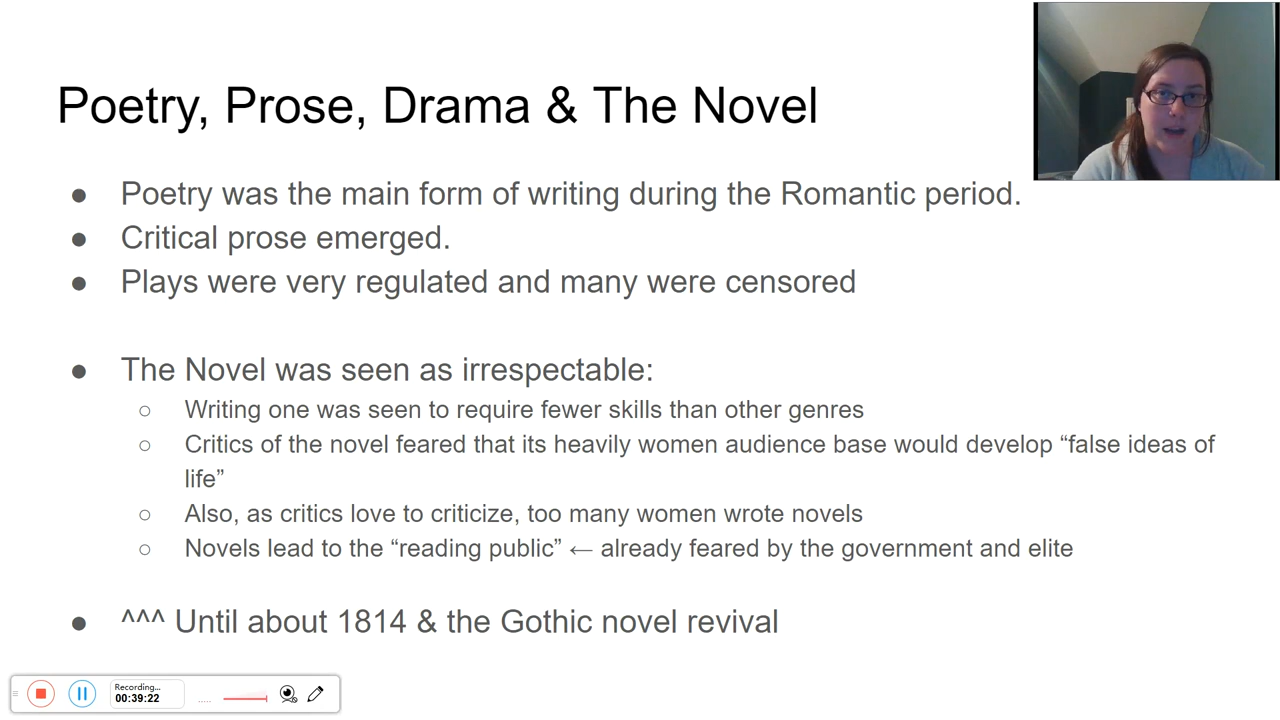 Poetry, Prose, Drama & The Novel
● Poetry was the main form of writing during the Romantic period.
● Critical prose emerged.
● Plays were very regulated and many were censored
● The Novel was seen as irrespectable:
○ Writing one was seen to require fewer skills than other genres
○ Critics of the novel feared that its heavily women audience base would develop “false ideas of
life”
○ Also, as critics love to criticize, too many women wrote novels
○ Novels lead to the “reading public” ← already feared by the government and elite
● ^^^ Until about 1814 & the Gothic novel revival
Recording...
00:39:22